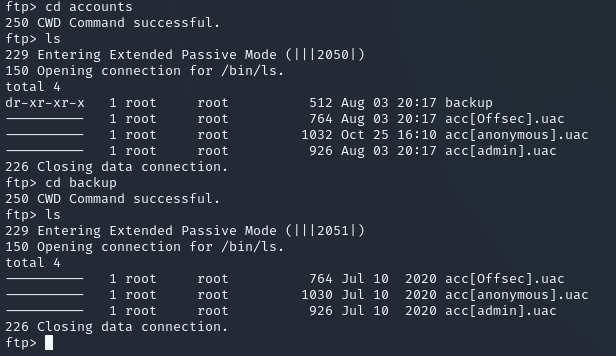 ftp> cd accounts
250 CWD Command successful.
ftp> ls
229 Entering Extended Passive Mode (|||2050|)
150 Opening connection for /bin/ls.
total 4
dr-xr-xr-x   1 root     root          512 Aug 03 20:17 backup
----------   1 root     root          764 Aug 03 20:17 acc[Offsec].uac
----------   1 root     root         1032 Oct 25 16:10 acc[anonymous].uac
----------   1 root     root          926 Aug 03 20:17 acc[admin].uac
226 Closing data connection.
ftp> cd backup
250 CWD Command successful.
ftp> ls
229 Entering Extended Passive Mode (|||2051|)
150 Opening connection for /bin/ls.
total 4
----------   1 root     root          764 Jul 10  2020 acc[Offsec].uac
----------   1 root     root         1030 Jul 10  2020 acc[anonymous].uac
----------   1 root     root          926 Jul 10  2020 acc[admin].uac
226 Closing data connection.
ftp>